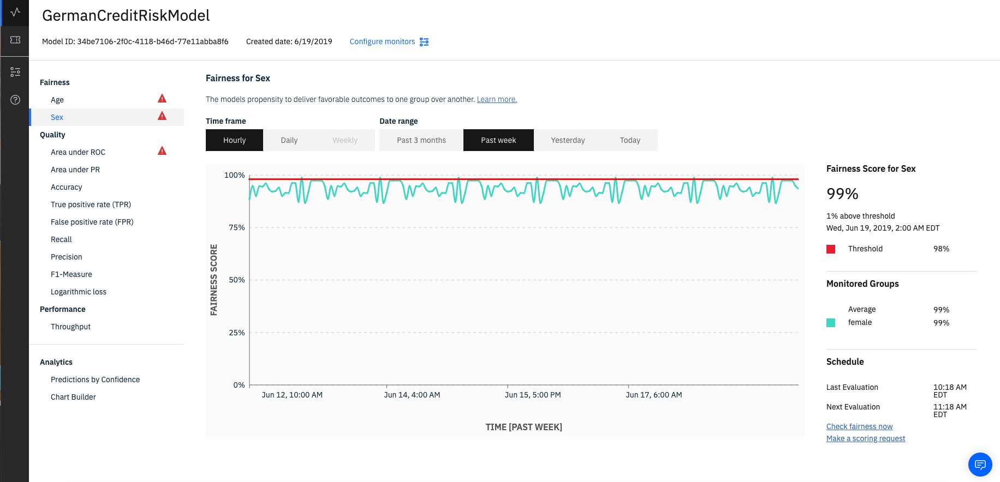 GermanCreditRiskModel
Model ID: 34be7106-2f0c-4118-b46d-77e11abba8f6 Created date: 6/19/2019 Configure monitors
Fairness
Age
Sex
Quality
Area under ROC
Area under PR
Accuracy
True positive rate (TPR)
False positive rate (FPR)
Recall
Precision
F1-Measure
Logarithmic loss
Performance
Throughput
Analytics
Predictions by Confidence
Chart Builder
Fairness for Sex
The models propensity to deliver favorable outcomes to one group over another. Learn more.
Time frame
Hourly Daily Weekly
Date range
Past 3 months Past week Yesterday Today
FAIRNESS SCORE
100%
75%
50%
25%
0%
Jun 12, 10:00 AM Jun 14, 4:00 AM Jun 15, 5:00 PM Jun 17, 6:00 AM
TIME [PAST WEEK]
Fairness Score for Sex
99%
1% above threshold
Wed, Jun 19, 2019, 2:00 AM EDT
Threshold 98%
Monitored Groups
Average 99%
female 99%
Schedule
Last Evaluation 10:18 AM
EDT
Next Evaluation 11:18 AM
EDT
Check fairness now
Make a scoring request